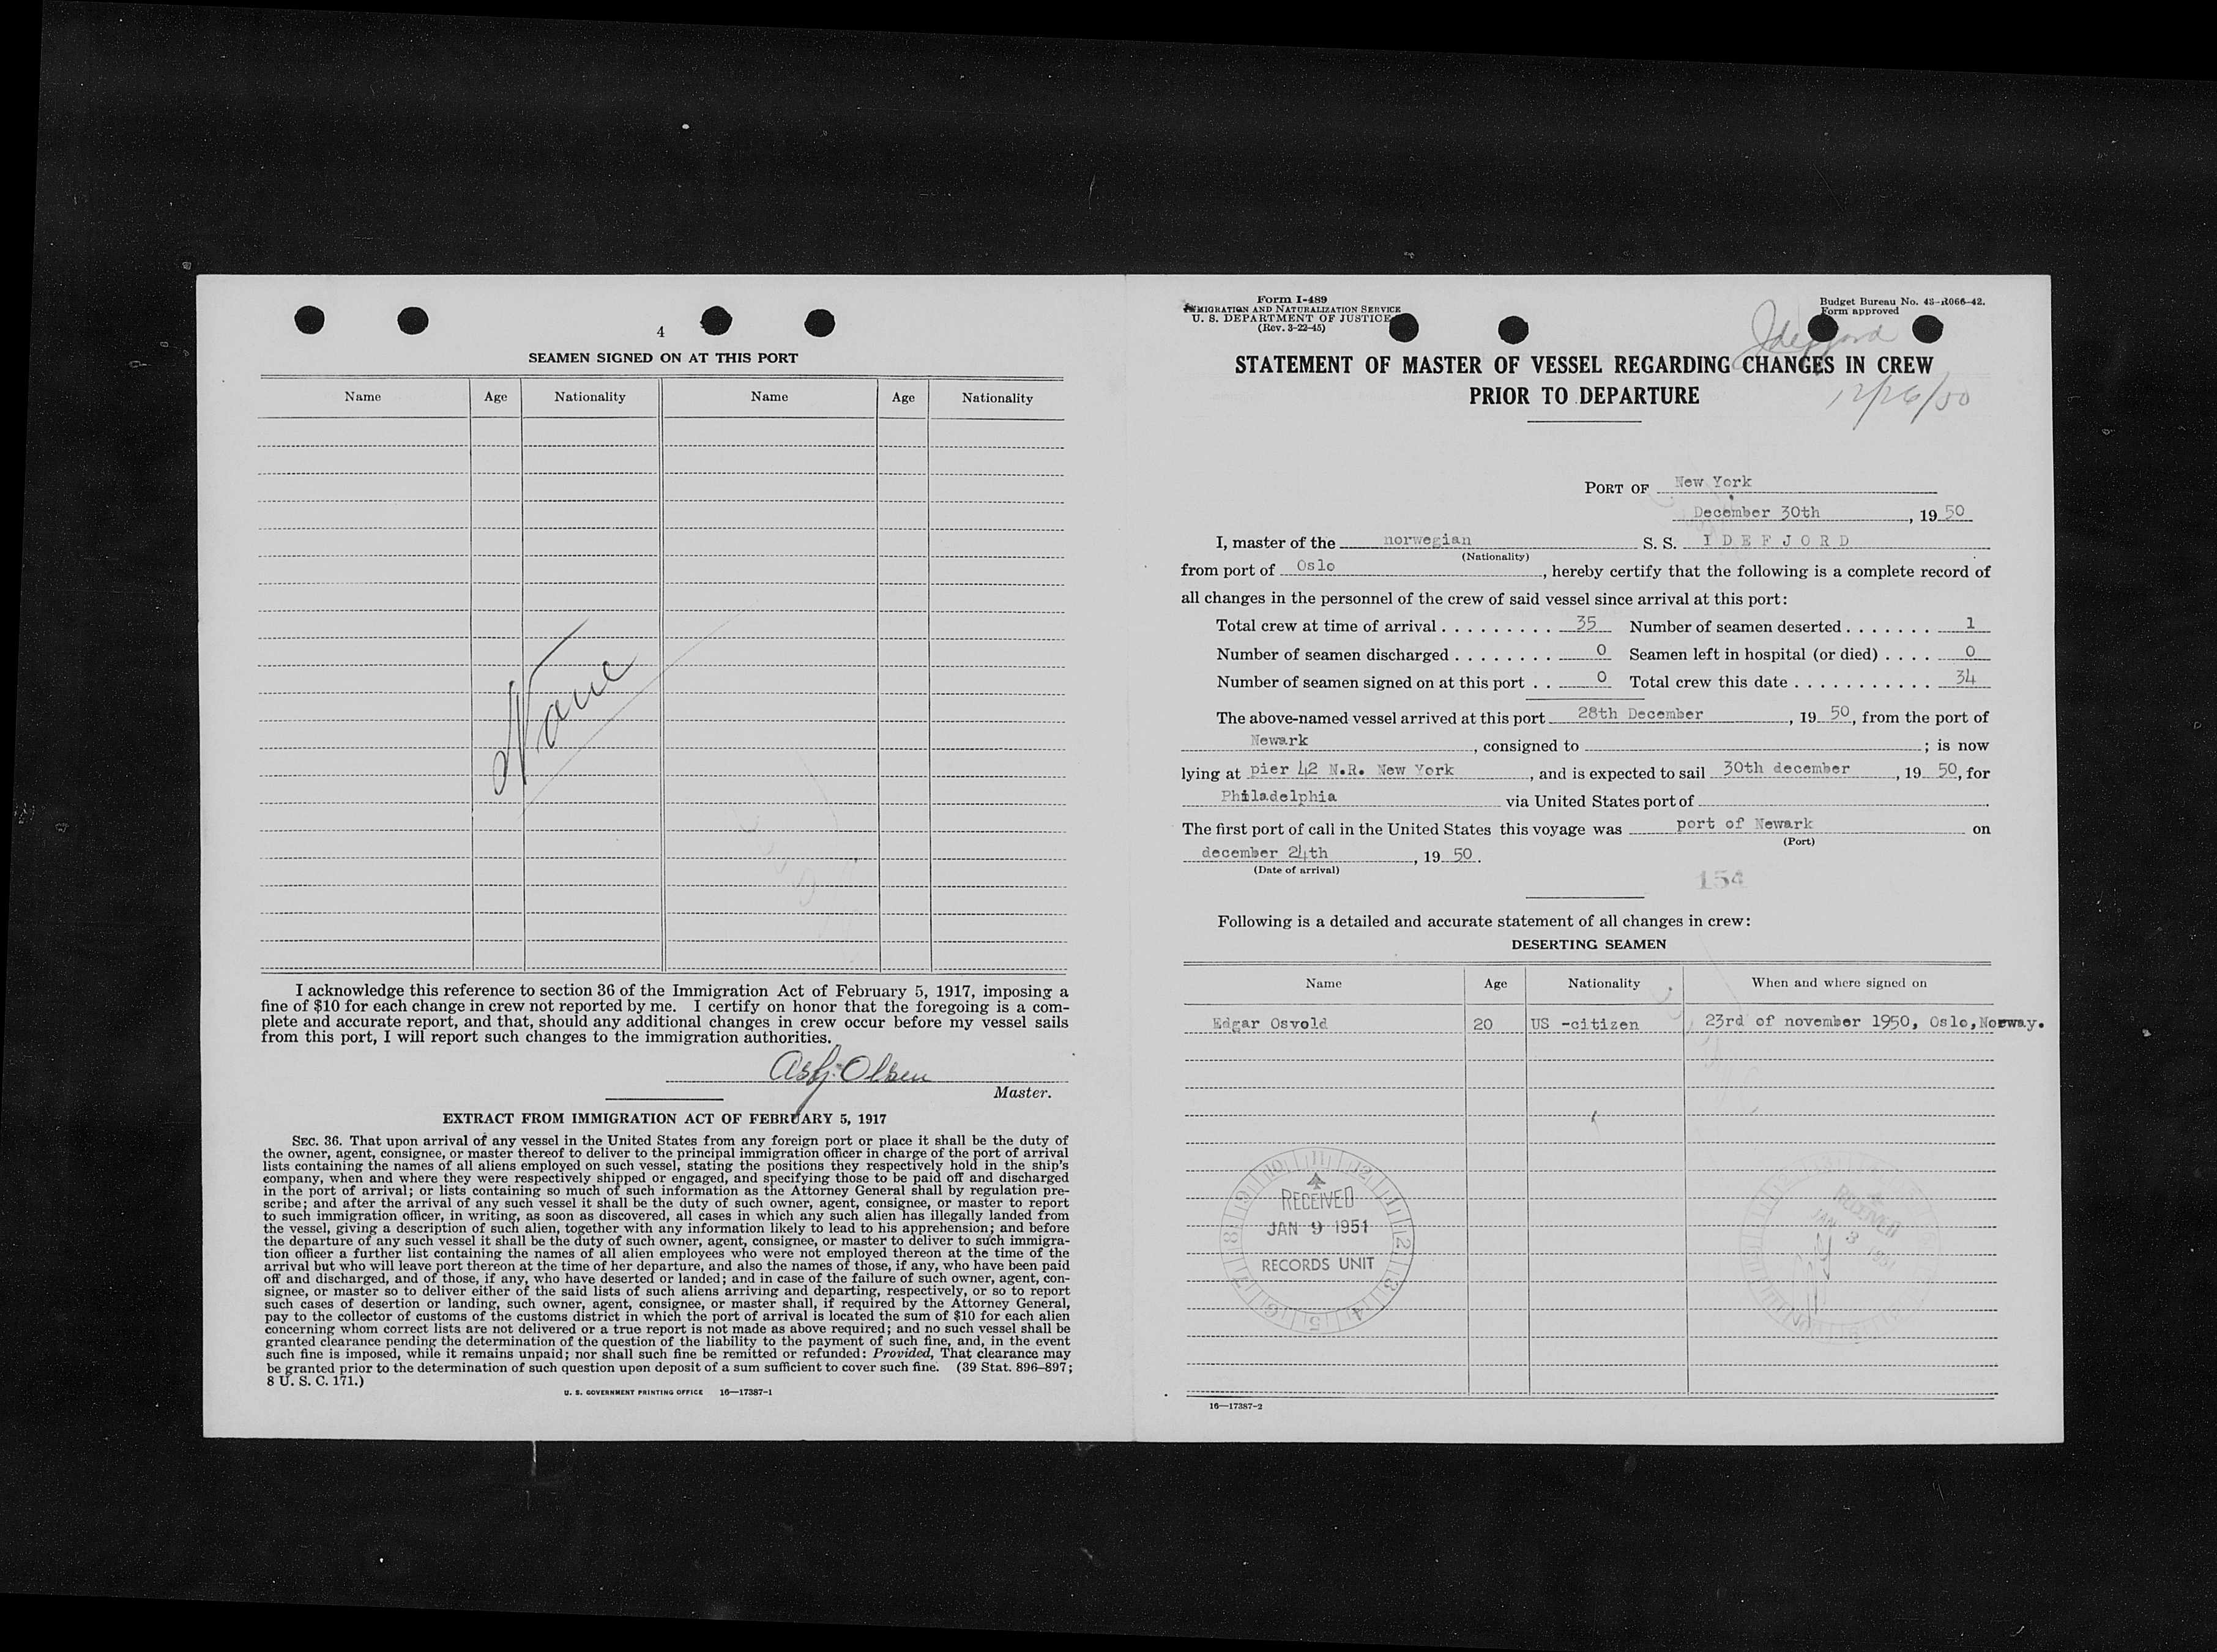 4
SEAMEN SIGNED ON AT THIS PORT
Name Age Nationality Name Age Nationality
None
I acknowledge this reference to section 36 of the Immigration Act of February 5, 1917, imposing a
fine of $10 for each change in crew not reported by me. I certify on honor that the foregoing is a com-
plete and accurate report, and that, should any additional changes in crew occur before my vessel sails
from this port, I will report such changes to the immigration authorities.
Asbj. Olsen
Master.
EXTRACT FROM IMMIGRATION ACT OF FEBRUARY 5, 1917
SEC. 36. That upon arrival of any vessel in the United States from any foreign port or place it shall be the duty of
the owner, agent, consignee, or master thereof to deliver to the principal immigration officer in charge of the port of arrival
lists containing the names of all aliens employed on such vessel, stating the positions they respectively hold in the ship's
company, when and where they were respectively shipped or engaged, and specifying those to be paid off and discharged
in the port of arrival; or lists containing so much of such information as the Attorney General shall by regulation pre-
scribe; and after the arrival of any such vessel it shall be the duty of such owner, agent, consignee, or master to report
to such immigration officer, in writing, as soon as discovered, all cases in which any such alien has illegally landed from
the vessel, giving a description of such alien, together with any information likely to lead to his apprehension; and before
the departure of any such vessel it shall be the duty of such owner, agent, consignee, or master to deliver to such immigra-
tion officer a further list containing the names of all alien employees who were not employed thereon at the time of the
arrival but who will leave port thereon at the time of her departure, and also the names of those, if any, who have been paid
off and discharged, and of those, if any, who have deserted or landed; and in case of the failure of such owner, agent, con-
signee, or master so to deliver either of the said lists of such aliens arriving and departing, respectively, or so to report
such cases of desertion or landing, such owner, agent, consignee, or master shall, if required by the Attorney General,
pay to the collector of customs of the customs district in which the port of arrival is located the sum of $10 for each alien
concerning whom correct lists are not delivered or a true report is not made as above required; and no such vessel shall be
granted clearance pending the determination of the question of the liability to the payment of such fine, and, in the event
such fine is imposed, while it remains unpaid; nor shall such fine be remitted or refunded: Provided, That clearance may
be granted prior to the determination of such question upon deposit of a sum sufficient to cover such fine. (39 Stat. 896–897;
8 U. S. C. 171.)
U. S. GOVERNMENT PRINTING OFFICE 16—17387-1
Form I-489
IMMIGRATION AND NATURALIZATION SERVICE
U. S. DEPARTMENT OF JUSTICE
(Rev. 3-22-45)
Budget Bureau No. 43-R066-42.
Form approved
Idefjord
STATEMENT OF MASTER OF VESSEL REGARDING CHANGES IN CREW
PRIOR TO DEPARTURE
12/26/50
PORT OF New York
December 30th, 1950
I, master of the norwegian S. S. IDEFJORD
(Nationality)
from port of Oslo, hereby certify that the following is a complete record of
all changes in the personnel of the crew of said vessel since arrival at this port:
Total crew at time of arrival . . . . . . . . . 35 Number of seamen deserted . . . . . . . 1
Number of seamen discharged . . . . . . . . 0 Seamen left in hospital (or died) . . . . 0
Number of seamen signed on at this port . . 0 Total crew this date . . . . . . . . . . . 34
The above-named vessel arrived at this port 28th December, 1950, from the port of
Newark, consigned to ; is now
lying at pier 42 N.R. New York, and is expected to sail 30th december, 1950, for
Philadelphia via United States port of .
The first port of call in the United States this voyage was port of Newark on
(Port)
december 24th, 1950.
(Date of arrival)
154
Following is a detailed and accurate statement of all changes in crew:
DESERTING SEAMEN
Name Age Nationality When and where signed on
Edgar Osvold 20 US -citizen 23rd of november 1950, Oslo, Norway.
RECEIVED
JAN 9 1951
RECORDS UNIT
RECEIVED
JAN 3 1951
16—17387-2